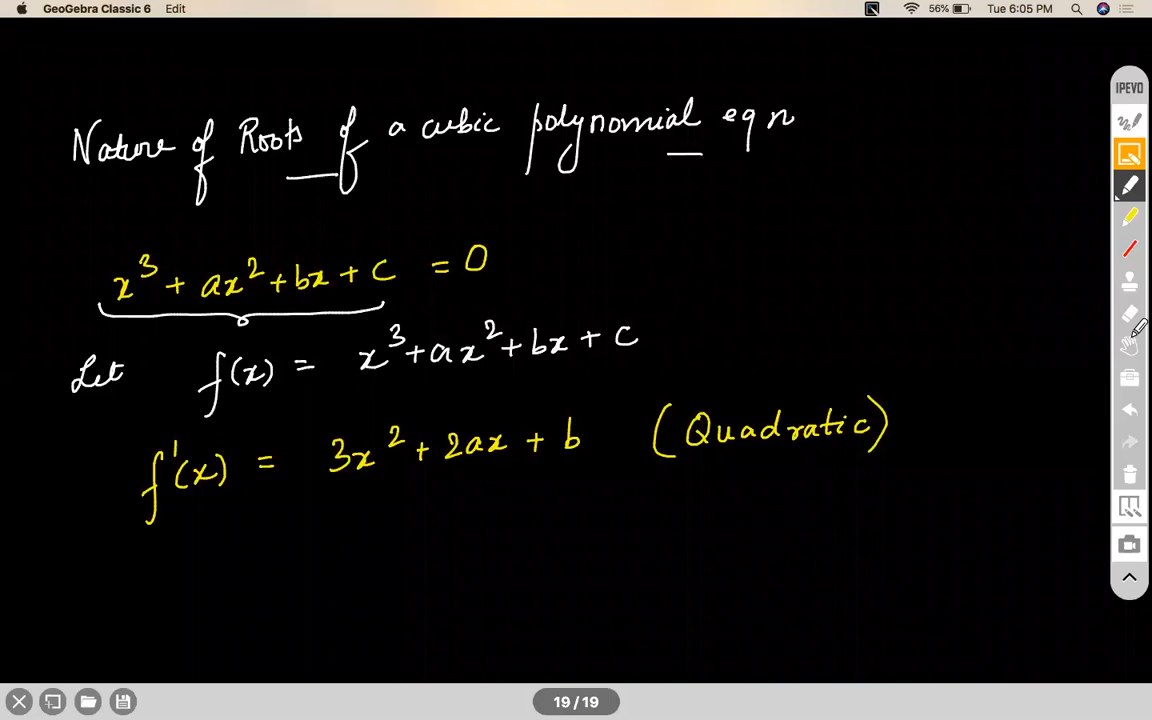 GeoGebra Classic 6 Edit 56% Tue 6:05 PM
IPEVO
Nature of Roots of a cubic polynomial eqn
x³ + ax² + bx + c = 0
Let f(x) = x³ + ax² + bx + c
f'(x) = 3x² + 2ax + b (Quadratic)
19 / 19